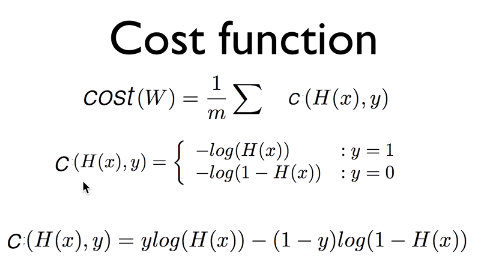 Cost function
cost(W) = 1/m ∑ c(H(x), y)
C(H(x), y) = { -log(H(x)) : y = 1
-log(1 - H(x)) : y = 0
C:(H(x), y) = ylog(H(x)) - (1 - y)log(1 - H(x))